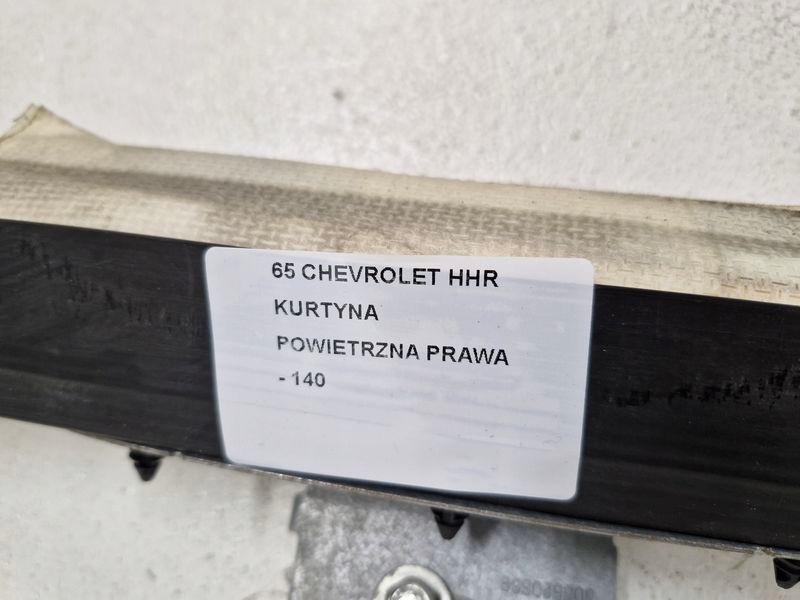 65 CHEVROLET HHR
KURTYNA
POWIETRZNA PRAWA
- 140